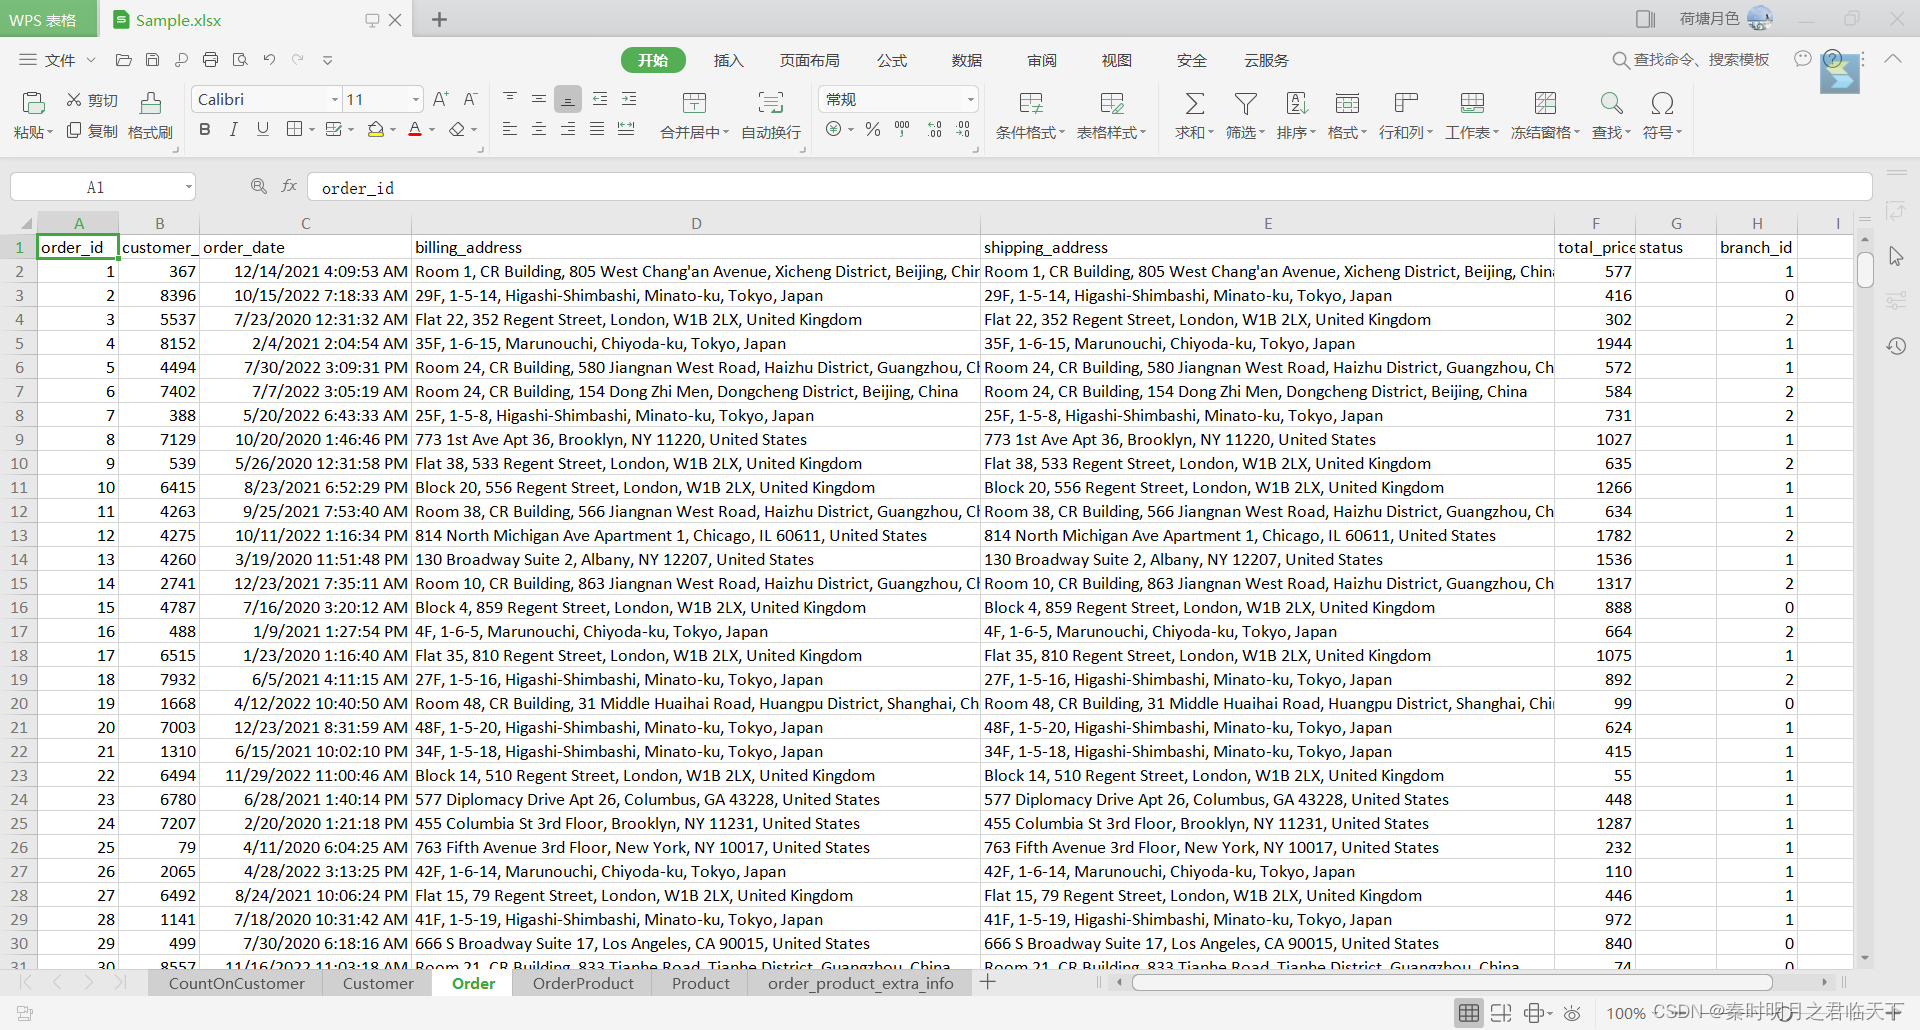 WPS 表格 Sample.xlsx 荷塘月色
文件 开始 插入 页面布局 公式 数据 审阅 视图 安全 云服务 查找命令、搜索模板
粘贴 剪切 复制 格式刷 Calibri 11 合并居中 自动换行 常规 条件格式 表格样式 求和 筛选 排序 格式 行和列 工作表 冻结窗格 查找 符号
A1 fx order_id
A B C D E F G H I
1 order_id customer_ order_date billing_address shipping_address total_price status branch_id
2 1 367 12/14/2021 4:09:53 AM Room 1, CR Building, 805 West Chang'an Avenue, Xicheng District, Beijing, Chin Room 1, CR Building, 805 West Chang'an Avenue, Xicheng District, Beijing, China 577 1
3 2 8396 10/15/2022 7:18:33 AM 29F, 1-5-14, Higashi-Shimbashi, Minato-ku, Tokyo, Japan 29F, 1-5-14, Higashi-Shimbashi, Minato-ku, Tokyo, Japan 416 0
4 3 5537 7/23/2020 12:31:32 AM Flat 22, 352 Regent Street, London, W1B 2LX, United Kingdom Flat 22, 352 Regent Street, London, W1B 2LX, United Kingdom 302 2
5 4 8152 2/4/2021 2:04:54 AM 35F, 1-6-15, Marunouchi, Chiyoda-ku, Tokyo, Japan 35F, 1-6-15, Marunouchi, Chiyoda-ku, Tokyo, Japan 1944 1
6 5 4494 7/30/2022 3:09:31 PM Room 24, CR Building, 580 Jiangnan West Road, Haizhu District, Guangzhou, Ch Room 24, CR Building, 580 Jiangnan West Road, Haizhu District, Guangzhou, Ch 572 1
7 6 7402 7/7/2022 3:05:19 AM Room 24, CR Building, 154 Dong Zhi Men, Dongcheng District, Beijing, China Room 24, CR Building, 154 Dong Zhi Men, Dongcheng District, Beijing, China 584 2
8 7 388 5/20/2022 6:43:33 AM 25F, 1-5-8, Higashi-Shimbashi, Minato-ku, Tokyo, Japan 25F, 1-5-8, Higashi-Shimbashi, Minato-ku, Tokyo, Japan 731 2
9 8 7129 10/20/2020 1:46:46 PM 773 1st Ave Apt 36, Brooklyn, NY 11220, United States 773 1st Ave Apt 36, Brooklyn, NY 11220, United States 1027 1
10 9 539 5/26/2020 12:31:58 PM Flat 38, 533 Regent Street, London, W1B 2LX, United Kingdom Flat 38, 533 Regent Street, London, W1B 2LX, United Kingdom 635 2
11 10 6415 8/23/2021 6:52:29 PM Block 20, 556 Regent Street, London, W1B 2LX, United Kingdom Block 20, 556 Regent Street, London, W1B 2LX, United Kingdom 1266 1
12 11 4263 9/25/2021 7:53:40 AM Room 38, CR Building, 566 Jiangnan West Road, Haizhu District, Guangzhou, Ch Room 38, CR Building, 566 Jiangnan West Road, Haizhu District, Guangzhou, Ch 634 1
13 12 4275 10/11/2022 1:16:34 PM 814 North Michigan Ave Apartment 1, Chicago, IL 60611, United States 814 North Michigan Ave Apartment 1, Chicago, IL 60611, United States 1782 2
14 13 4260 3/19/2020 11:51:48 PM 130 Broadway Suite 2, Albany, NY 12207, United States 130 Broadway Suite 2, Albany, NY 12207, United States 1536 1
15 14 2741 12/23/2021 7:35:11 AM Room 10, CR Building, 863 Jiangnan West Road, Haizhu District, Guangzhou, Ch Room 10, CR Building, 863 Jiangnan West Road, Haizhu District, Guangzhou, Ch 1317 2
16 15 4787 7/16/2020 3:20:12 AM Block 4, 859 Regent Street, London, W1B 2LX, United Kingdom Block 4, 859 Regent Street, London, W1B 2LX, United Kingdom 888 0
17 16 488 1/9/2021 1:27:54 PM 4F, 1-6-5, Marunouchi, Chiyoda-ku, Tokyo, Japan 4F, 1-6-5, Marunouchi, Chiyoda-ku, Tokyo, Japan 664 2
18 17 6515 1/23/2020 1:16:40 AM Flat 35, 810 Regent Street, London, W1B 2LX, United Kingdom Flat 35, 810 Regent Street, London, W1B 2LX, United Kingdom 1075 1
19 18 7932 6/5/2021 4:11:15 AM 27F, 1-5-16, Higashi-Shimbashi, Minato-ku, Tokyo, Japan 27F, 1-5-16, Higashi-Shimbashi, Minato-ku, Tokyo, Japan 892 2
20 19 1668 4/12/2022 10:40:50 AM Room 48, CR Building, 31 Middle Huaihai Road, Huangpu District, Shanghai, Ch Room 48, CR Building, 31 Middle Huaihai Road, Huangpu District, Shanghai, Chi 99 0
21 20 7003 12/23/2021 8:31:59 AM 48F, 1-5-20, Higashi-Shimbashi, Minato-ku, Tokyo, Japan 48F, 1-5-20, Higashi-Shimbashi, Minato-ku, Tokyo, Japan 624 1
22 21 1310 6/15/2021 10:02:10 PM 34F, 1-5-18, Higashi-Shimbashi, Minato-ku, Tokyo, Japan 34F, 1-5-18, Higashi-Shimbashi, Minato-ku, Tokyo, Japan 415 1
23 22 6494 11/29/2022 11:00:46 AM Block 14, 510 Regent Street, London, W1B 2LX, United Kingdom Block 14, 510 Regent Street, London, W1B 2LX, United Kingdom 55 1
24 23 6780 6/28/2021 1:40:14 PM 577 Diplomacy Drive Apt 26, Columbus, GA 43228, United States 577 Diplomacy Drive Apt 26, Columbus, GA 43228, United States 448 1
25 24 7207 2/20/2020 1:21:18 PM 455 Columbia St 3rd Floor, Brooklyn, NY 11231, United States 455 Columbia St 3rd Floor, Brooklyn, NY 11231, United States 1287 1
26 25 79 4/11/2020 6:04:25 AM 763 Fifth Avenue 3rd Floor, New York, NY 10017, United States 763 Fifth Avenue 3rd Floor, New York, NY 10017, United States 232 1
27 26 2065 4/28/2022 3:13:25 PM 42F, 1-6-14, Marunouchi, Chiyoda-ku, Tokyo, Japan 42F, 1-6-14, Marunouchi, Chiyoda-ku, Tokyo, Japan 110 1
28 27 6492 8/24/2021 10:06:24 PM Flat 15, 79 Regent Street, London, W1B 2LX, United Kingdom Flat 15, 79 Regent Street, London, W1B 2LX, United Kingdom 446 1
29 28 1141 7/18/2020 10:31:42 AM 41F, 1-5-19, Higashi-Shimbashi, Minato-ku, Tokyo, Japan 41F, 1-5-19, Higashi-Shimbashi, Minato-ku, Tokyo, Japan 972 1
30 29 499 7/30/2020 6:18:16 AM 666 S Broadway Suite 17, Los Angeles, CA 90015, United States 666 S Broadway Suite 17, Los Angeles, CA 90015, United States 840 0
31 30 8557 11/16/2022 11:03:18 AM Room 21, CR Building, 833 Tianhe Road, Tianhe District, Guangzhou, China Room 21, CR Building, 833 Tianhe Road, Tianhe District, Guangzhou, China 74 0
CountOnCustomer Customer Order OrderProduct Product order_product_extra_info
100% CSDN @秦时明月之君临天下